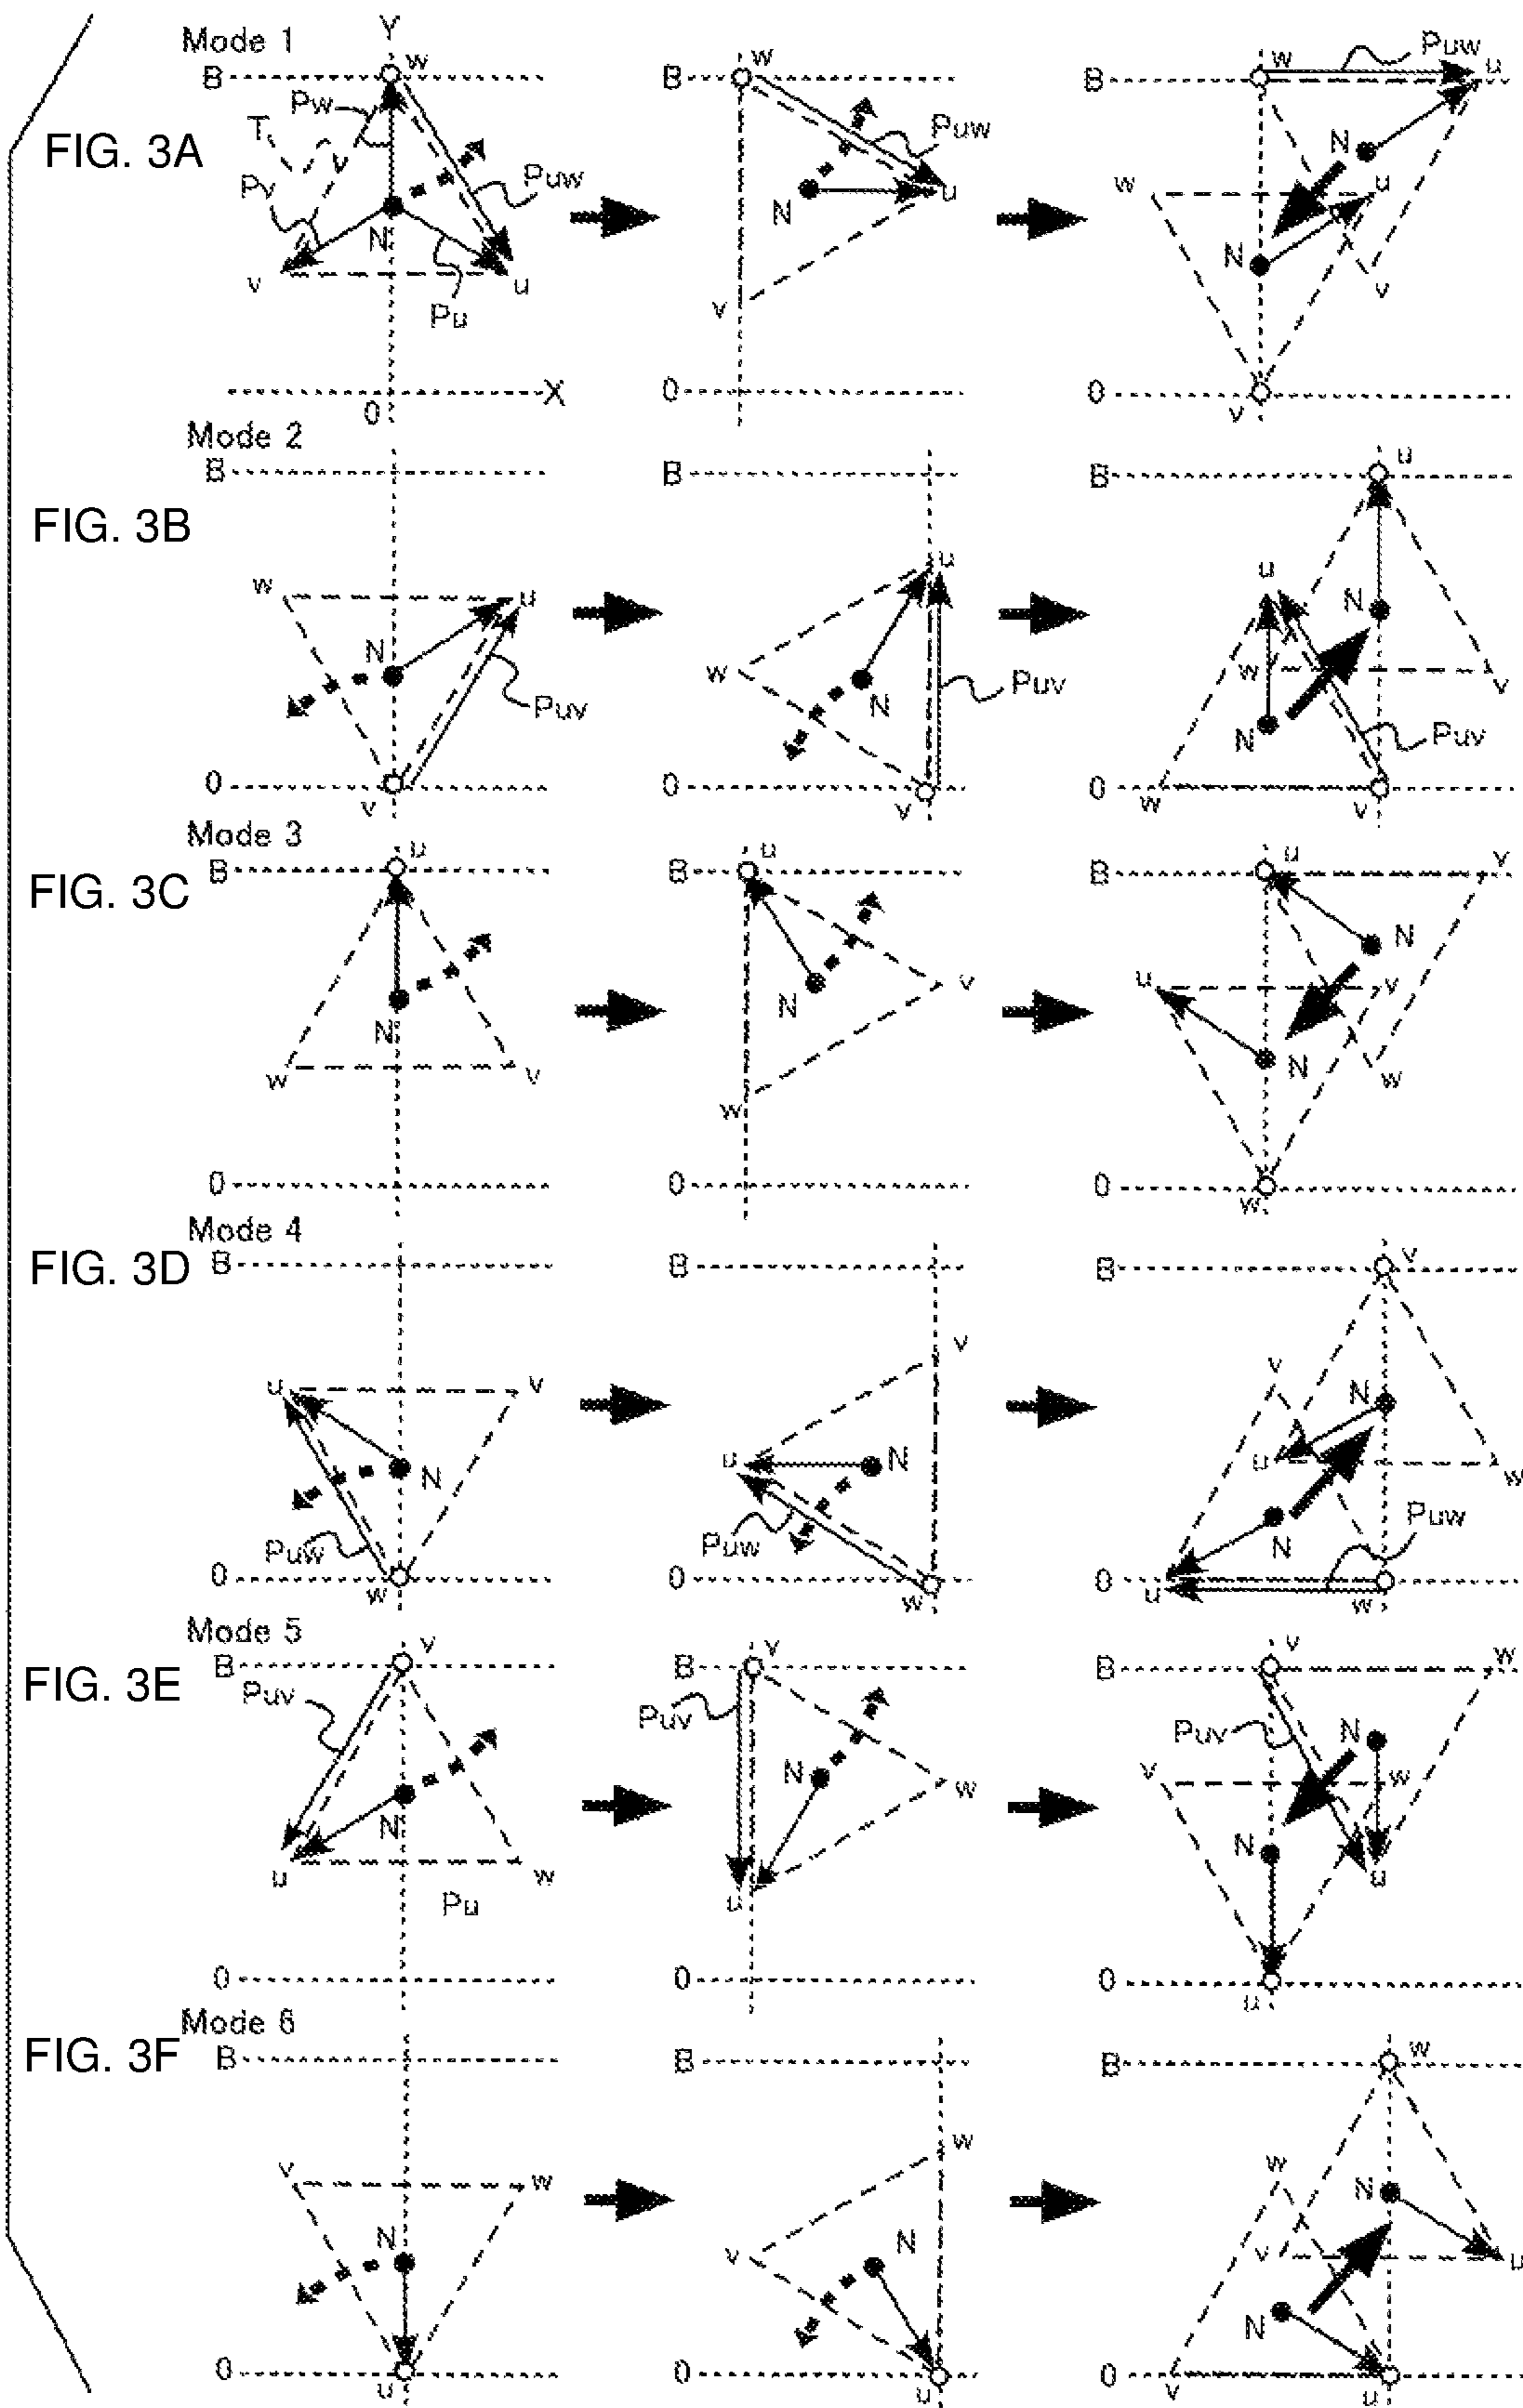 Mode 1
FIG. 3A
Y
B w
Pw
T
Pv
Puw
N
v u
Pu
0 X
B w
Puw
N u
v
0
B w Puw u
N
w u
N v
0
v
Mode 2
FIG. 3B
B
w u
N
Puv
0
v
B
u
w
N Puv
0
v
B u
u N
w v
N Puv
0
w v
Mode 3
FIG. 3C
B u
N
w v
0
B u
N v
w
0
B u v
N
u v
N w
0
w
Mode 4
FIG. 3D
B
u v
N
Puw
0
w
B
v
u N
Puw
0
w
B v
v N
u w
N Puw
0
u w
Mode 5
FIG. 3E
B v
Puv
N
u w
Pu
0
B v
Puv
N w
u
0
B v w
Puv N
v w
N
u
0
u
Mode 6
FIG. 3F
B
v w
N
0
u
B
w
v N
0
u
B w
w N
v u
N
0
v u